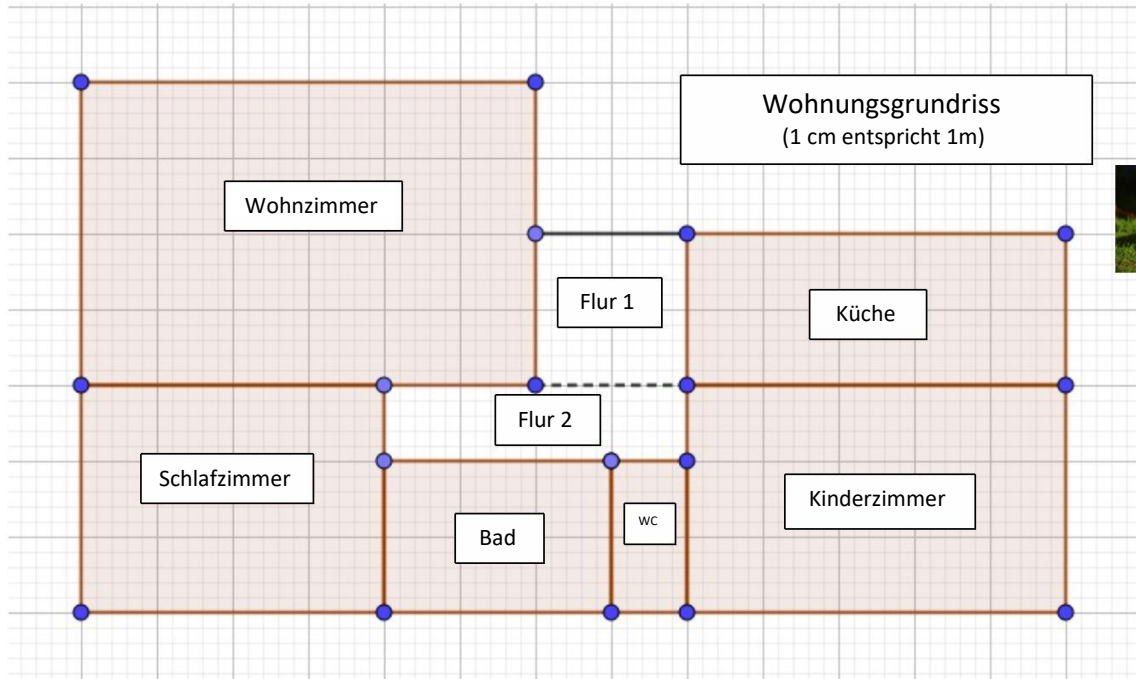 Wohnungsgrundriss
(1 cm entspricht 1m)
Wohnzimmer
Flur 1
Küche
Flur 2
Schlafzimmer
Bad
WC
Kinderzimmer